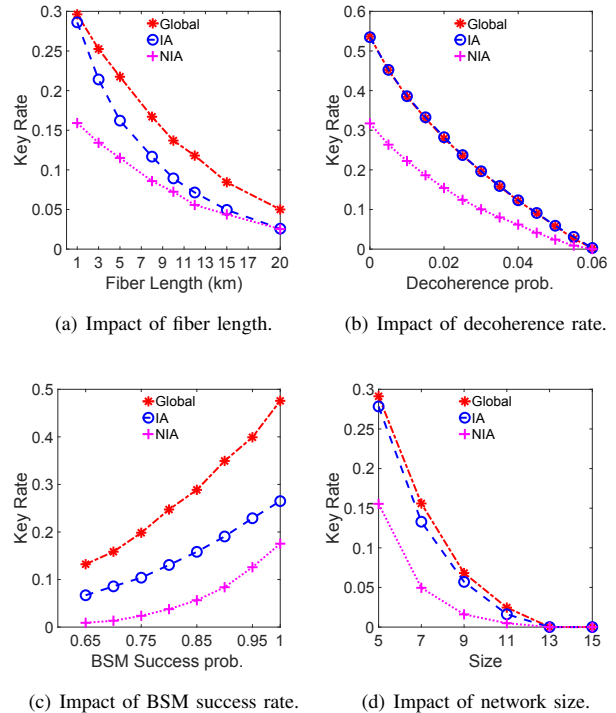 0.3
0.25
0.2
0.15
0.1
0.05
0
Key Rate
Global
IA
NIA
1 3 5 7 9 11 13 15 17 20
Fiber Length (km)
(a) Impact of fiber length.
0.6
0.5
0.4
0.3
0.2
0.1
0
Key Rate
Global
IA
NIA
0 0.02 0.04 0.06
Decoherence prob.
(b) Impact of decoherence rate.
0.5
0.4
0.3
0.2
0.1
0
Key Rate
Global
IA
NIA
0.65 0.75 0.85 0.95 1
BSM Success prob.
(c) Impact of BSM success rate.
0.3
0.25
0.2
0.15
0.1
0.05
0
Key Rate
Global
IA
NIA
5 7 9 11 13 15
Size
(d) Impact of network size.